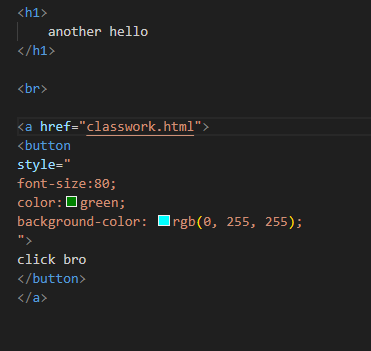 <h1>
    another hello
</h1>

<br>

<a href="classwork.html">
<button
style="
font-size:80;
color:green;
background-color: rgb(0, 255, 255);
">
click bro
</button>
</a>